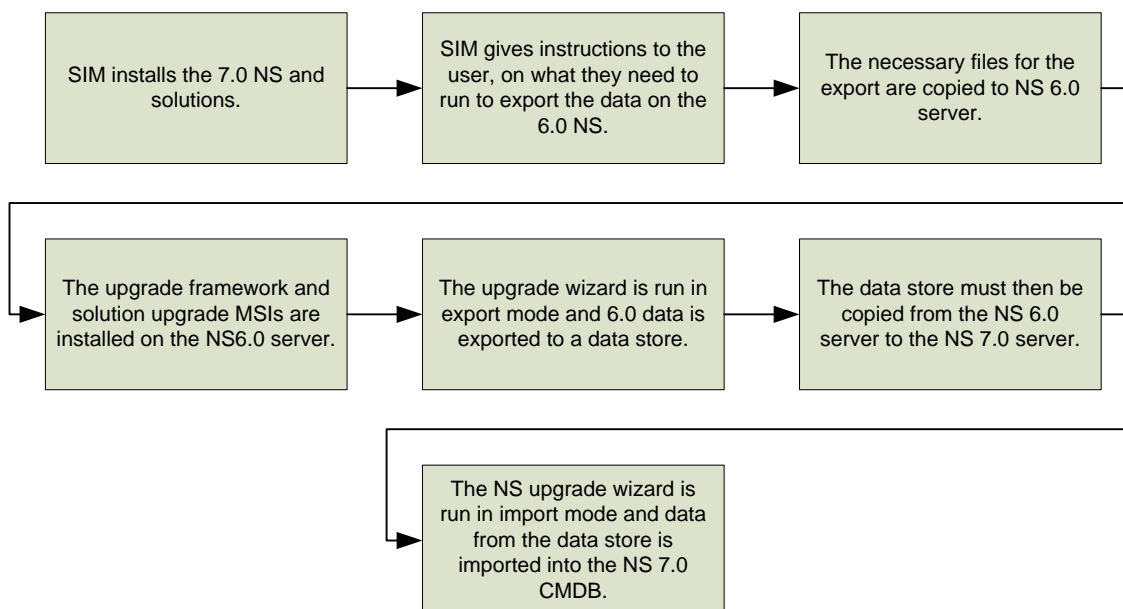 SIM installs the 7.0 NS and
solutions.
SIM gives instructions to the
user, on what they need to
run to export the data on the
6.0 NS.
The necessary files for the
export are copied to NS 6.0
server.
The upgrade framework and
solution upgrade MSIs are
installed on the NS6.0 server.
The upgrade wizard is run in
export mode and 6.0 data is
exported to a data store.
The data store must then be
copied from the NS 6.0
server to the NS 7.0 server.
The NS upgrade wizard is
run in import mode and data
from the data store is
imported into the NS 7.0
CMDB.